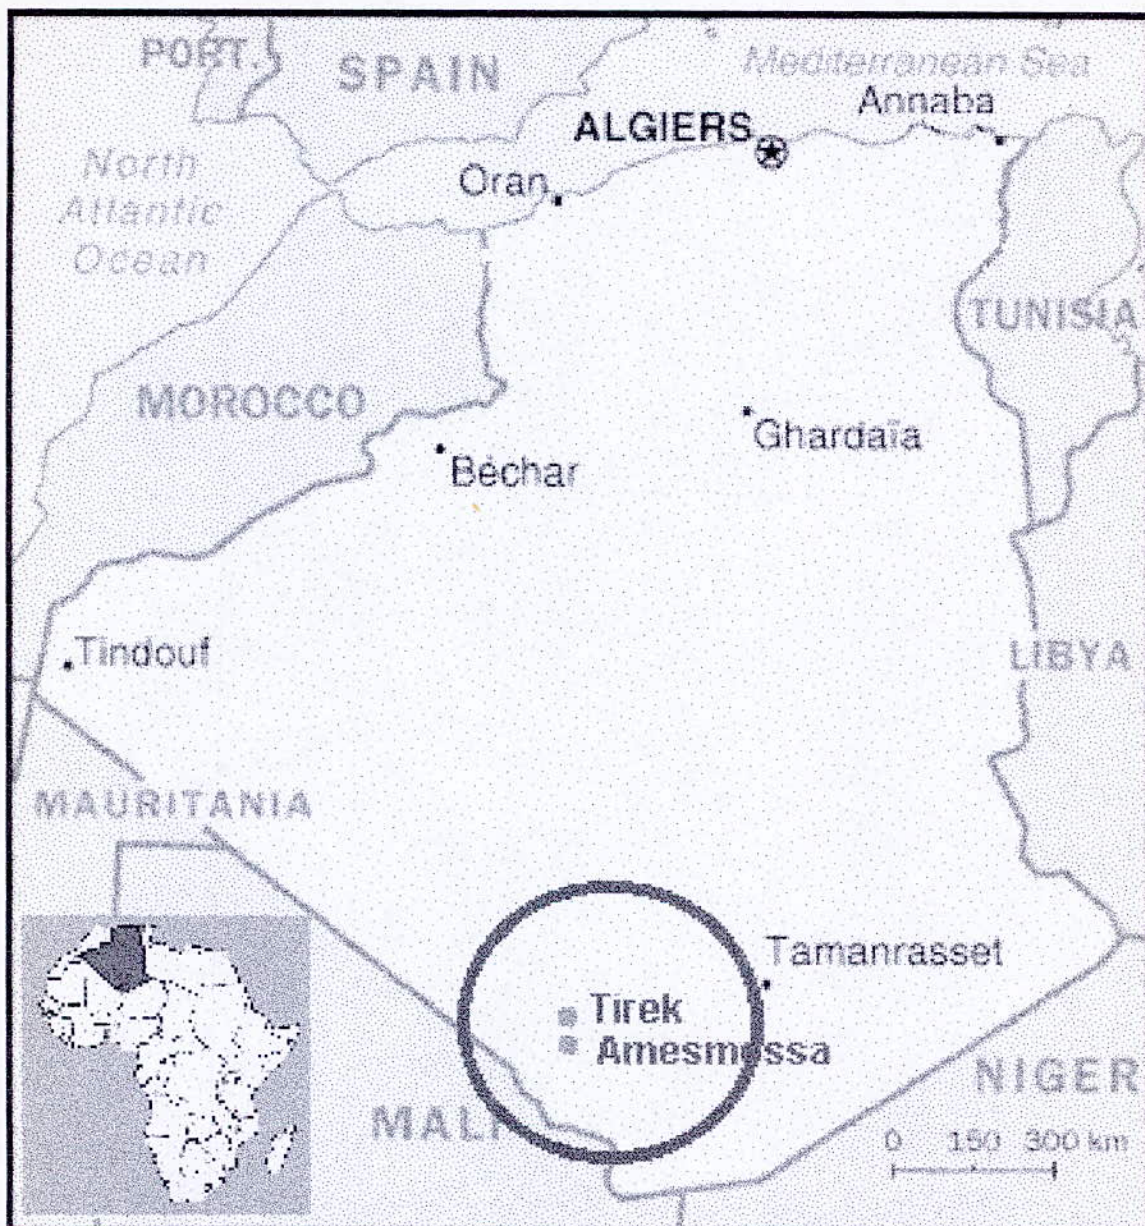 PORT.
SPAIN
Mediterranean Sea
Annaba
ALGIERS
North
Atlantic
Ocean
Oran
TUNISIA
MOROCCO
Ghardaïa
Béchar
Tindouf
LIBYA
MAURITANIA
Tamanrasset
Tirek
Amesmessa
NIGER
MALI
0 150 300 km